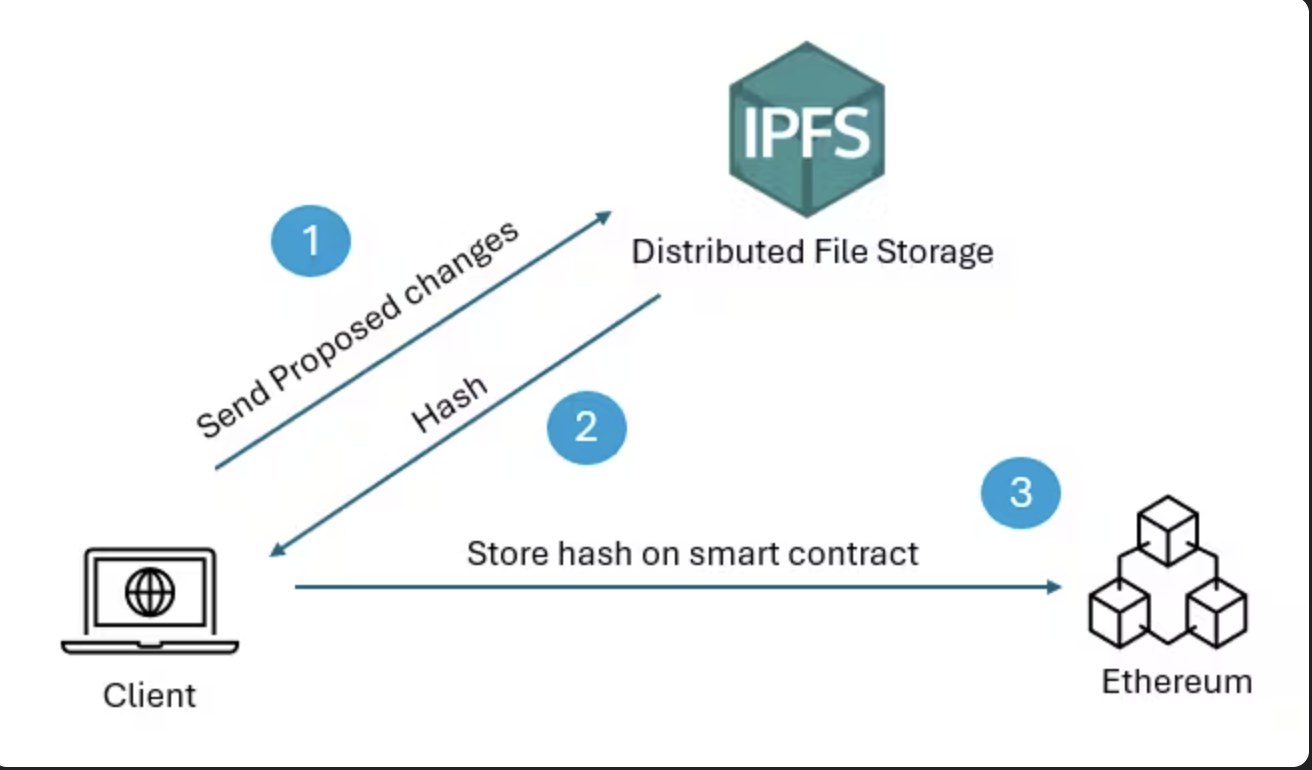 IPFS
Distributed File Storage
1
Send Proposed changes
Hash
2
3
Store hash on smart contract
Client
Ethereum